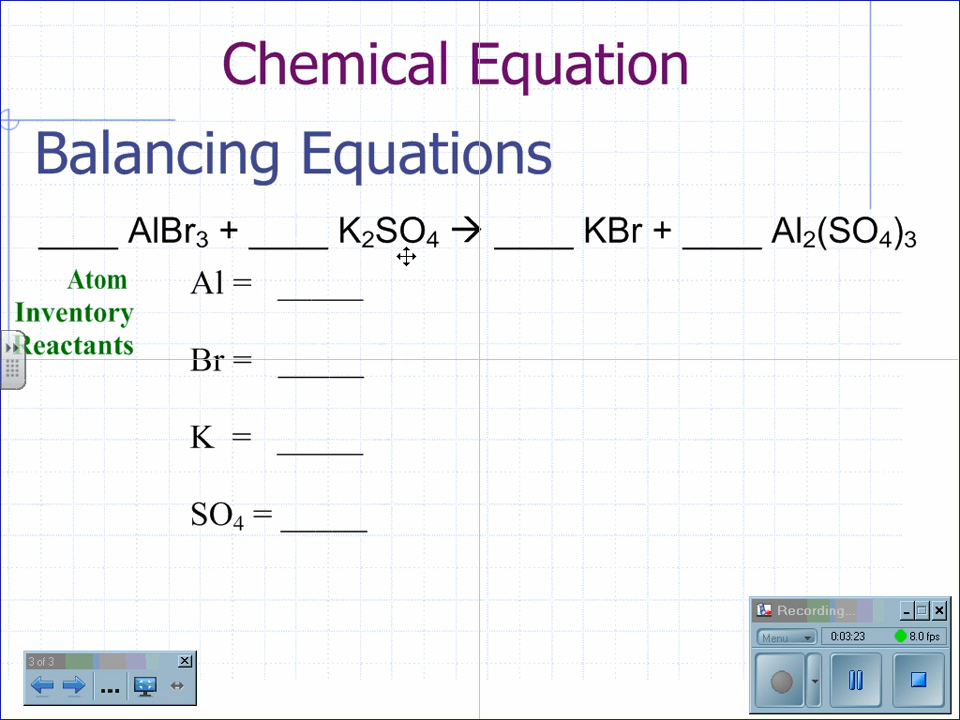 Chemical Equation
Balancing Equations
____ AlBr₃ + ____ K₂SO₄ → ____ KBr + ____ Al₂(SO₄)₃
Atom
Inventory
Reactants
Al = _____
Br = _____
K = _____
SO₄ = _____
Recording...
Menu
0:03:23
8.0 fps
3 of 3